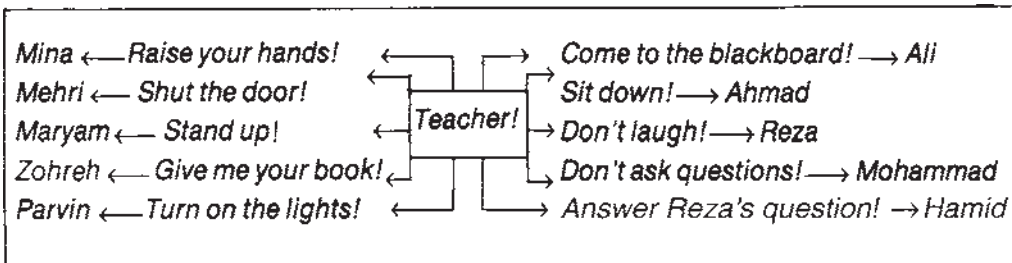 Mina ← Raise your hands! Come to the blackboard! → Ali
Mehri ← Shut the door! Sit down! → Ahmad
Maryam ← Stand up! Teacher! Don't laugh! → Reza
Zohreh ← Give me your book! Don't ask questions! → Mohammad
Parvin ← Turn on the lights! Answer Reza's question! → Hamid